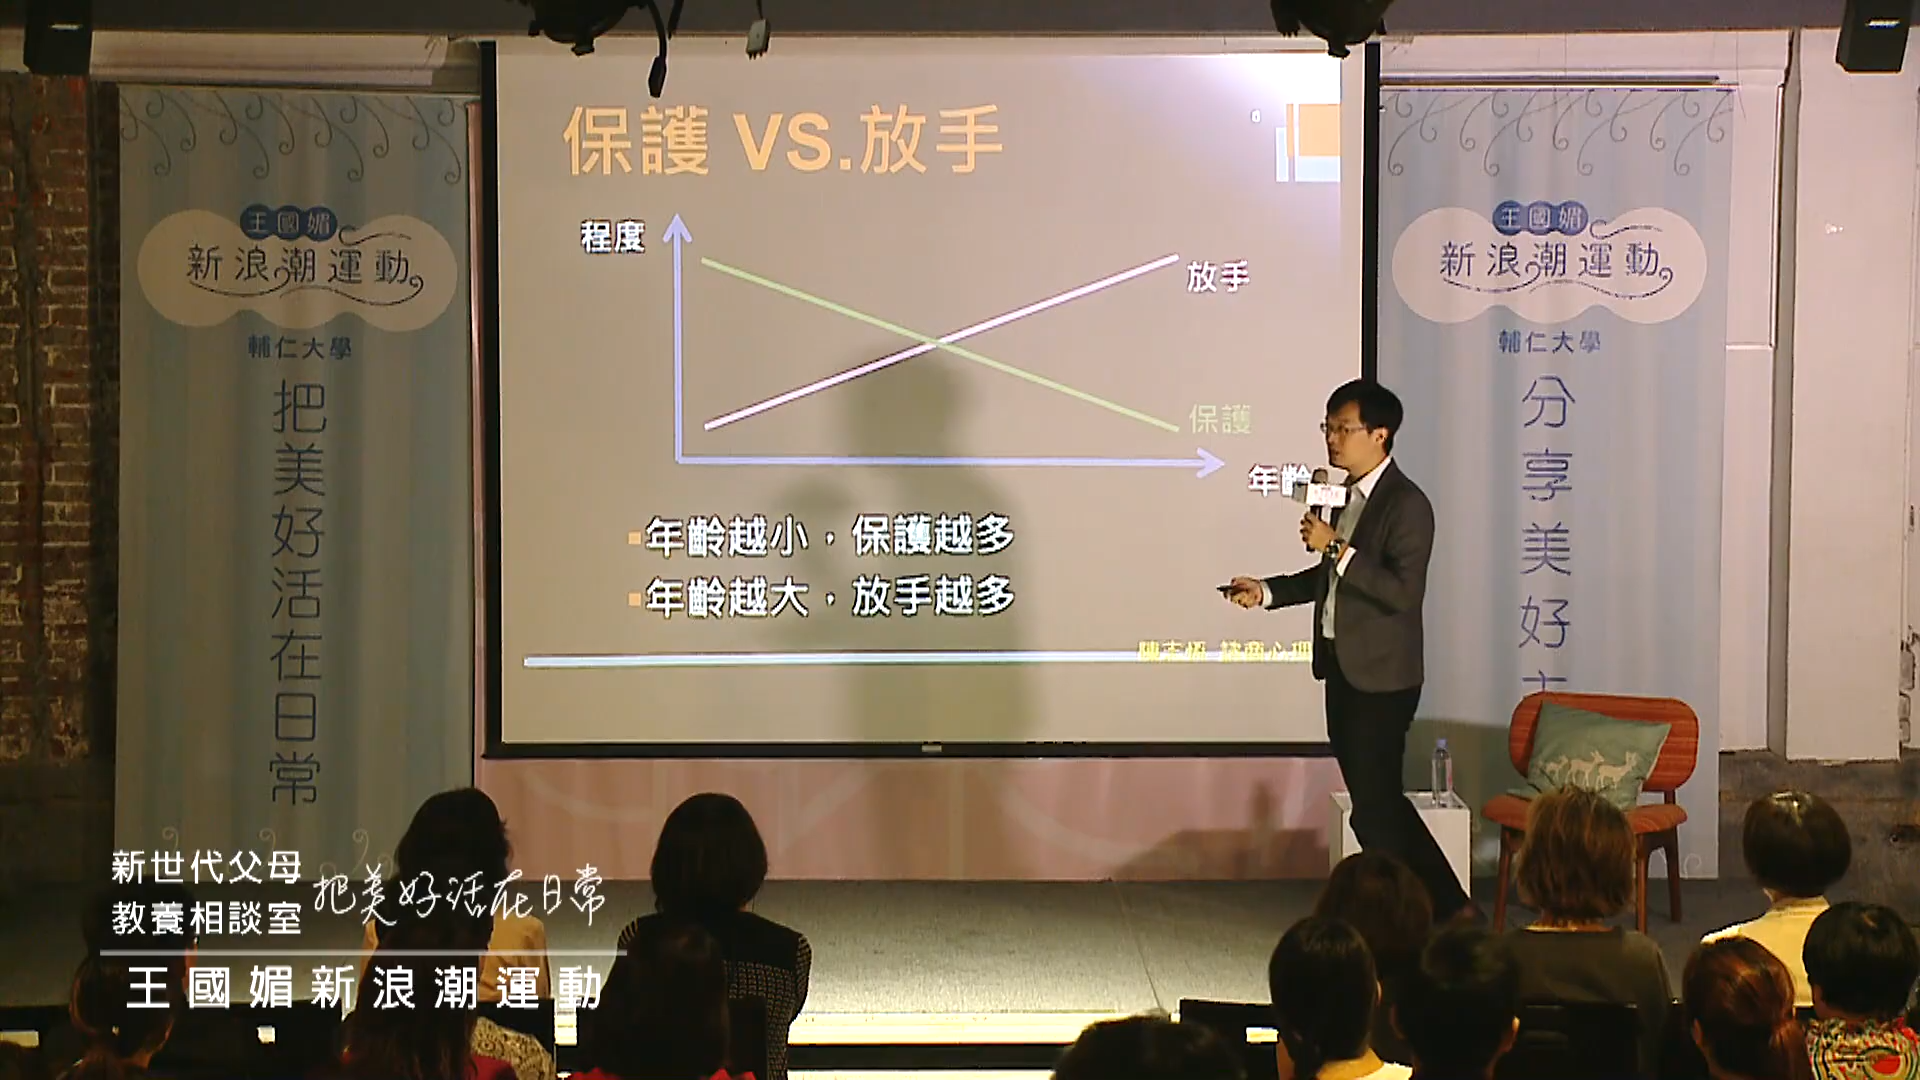 保護 VS.放手
程度
放手
保護
年齡
年齡越小，保護越多
年齡越大，放手越多
王國媚
新浪潮運動
輔仁大學
把美好活在日常
王國媚
新浪潮運動
輔仁大學
分享美好
新世代父母
教養相談室
把美好活在日常
王國媚新浪潮運動